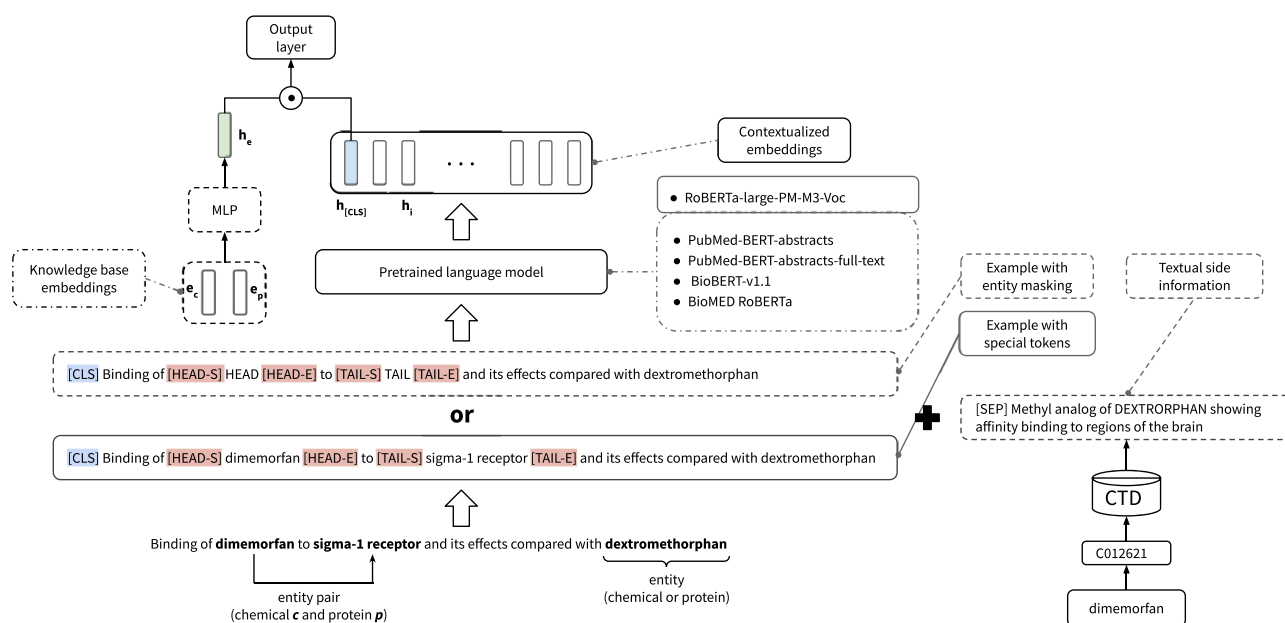 Output
layer
h_e
MLP
Knowledge base
embeddings
e_c
e_p
h_[CLS]
h_i
. . .
Contextualized
embeddings
Pretrained language model
● RoBERTa-large-PM-M3-Voc
● PubMed-BERT-abstracts
● PubMed-BERT-abstracts-full-text
● BioBERT-v1.1
● BioMED RoBERTa
Example with
entity masking
Textual side
information
Example with
special tokens
[CLS] Binding of [HEAD-S] HEAD [HEAD-E] to [TAIL-S] TAIL [TAIL-E] and its effects compared with dextromethorphan
or
[CLS] Binding of [HEAD-S] dimemorfan [HEAD-E] to [TAIL-S] sigma-1 receptor [TAIL-E] and its effects compared with dextromethorphan
[SEP] Methyl analog of DEXTRORPHAN showing
affinity binding to regions of the brain
CTD
C012621
dimemorfan
Binding of dimemorfan to sigma-1 receptor and its effects compared with dextromethorphan
entity pair
(chemical c and protein p)
entity
(chemical or protein)